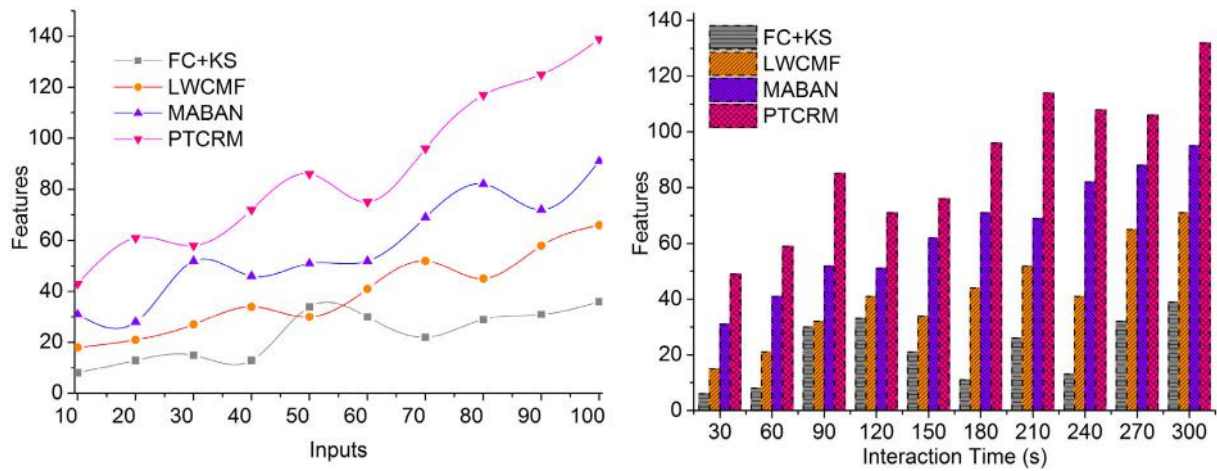 140
120
100
80
60
40
20
0
Features
FC+KS
LWCMF
MABAN
PTCRM
10 20 30 40 50 60 70 80 90 100
Inputs
140
120
100
80
60
40
20
0
Features
FC+KS
LWCMF
MABAN
PTCRM
30 60 90 120 150 180 210 240 270 300
Interaction Time (s)